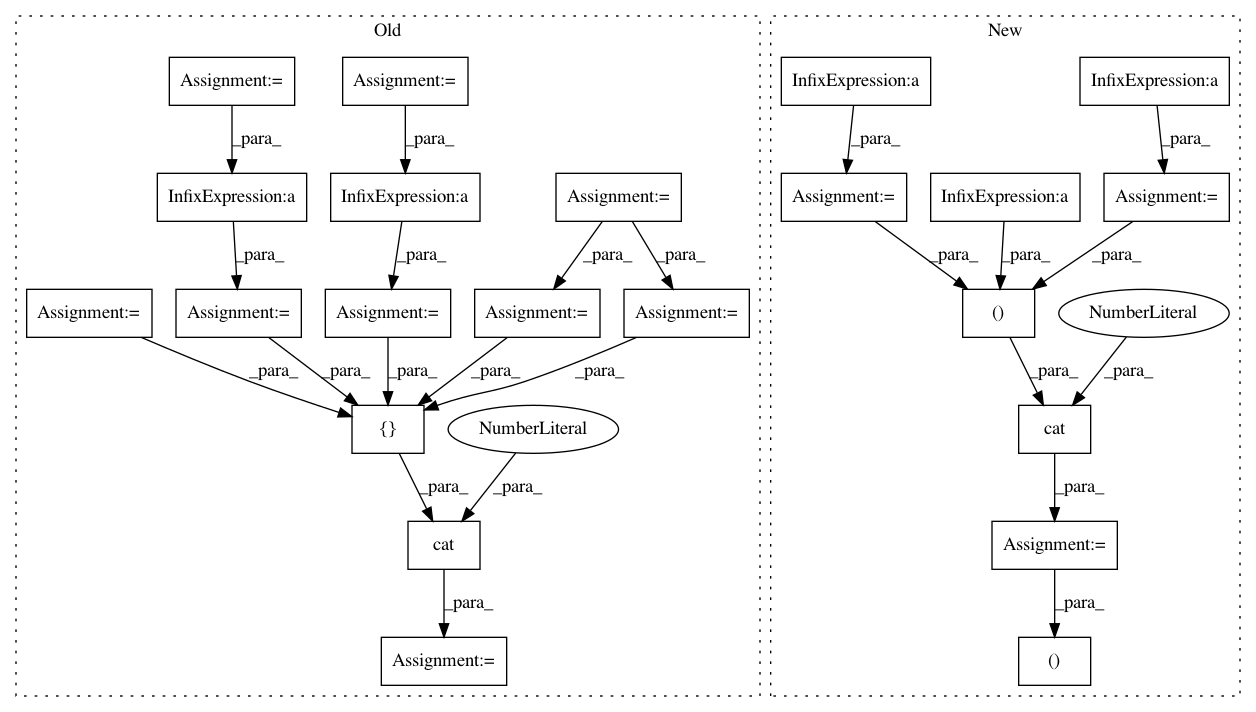 Old
New
Assignment:=
Assignment:=
InfixExpression:a
InfixExpression:a
_para_
_para_
_para_
_para_
InfixExpression:a
InfixExpression:a
Assignment:=
Assignment:=
InfixExpression:a
Assignment:=
_para_
_para_
_para_
_para_
_para_
_para_
_para_
Assignment:=
Assignment:=
Assignment:=
Assignment:=
Assignment:=
()
NumberLiteral
_para_
_para_
_para_
_para_
_para_
_para_
_para_
{}
NumberLiteral
cat
_para_
_para_
_para_
cat
Assignment:=
_para_
_para_
Assignment:=
()